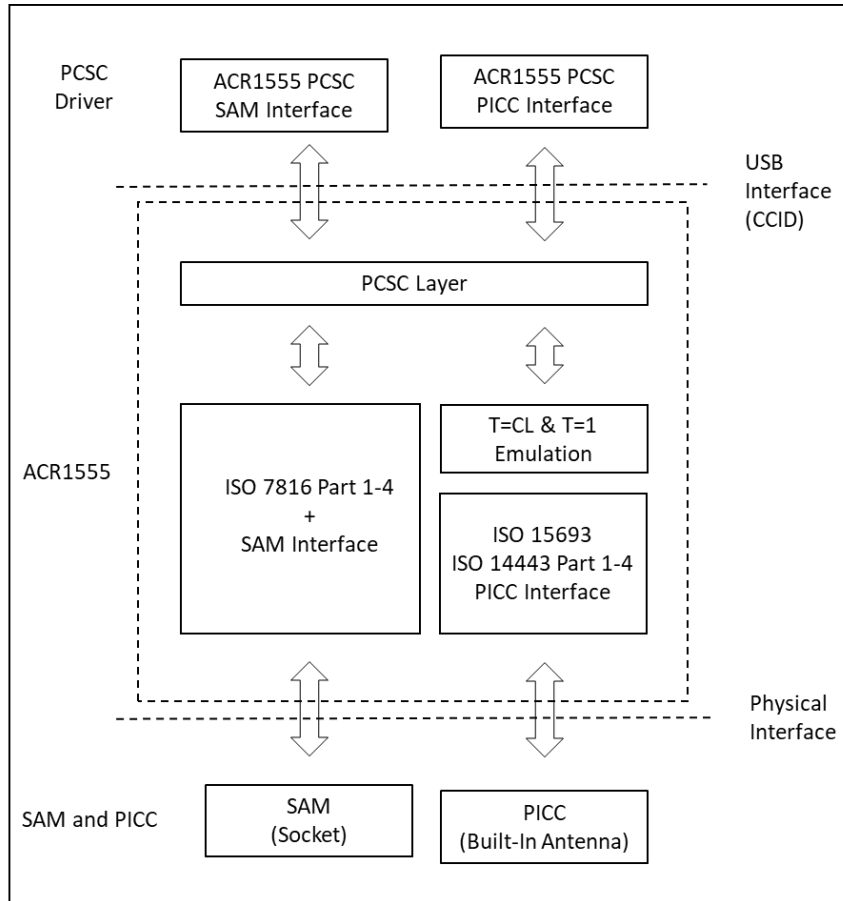 PCSC
Driver
ACR1555 PCSC
SAM Interface
ACR1555 PCSC
PICC Interface
USB
Interface
(CCID)
PCSC Layer
ACR1555
ISO 7816 Part 1-4
+
SAM Interface
T=CL & T=1
Emulation
ISO 15693
ISO 14443 Part 1-4
PICC Interface
Physical
Interface
SAM and PICC
SAM
(Socket)
PICC
(Built-In Antenna)